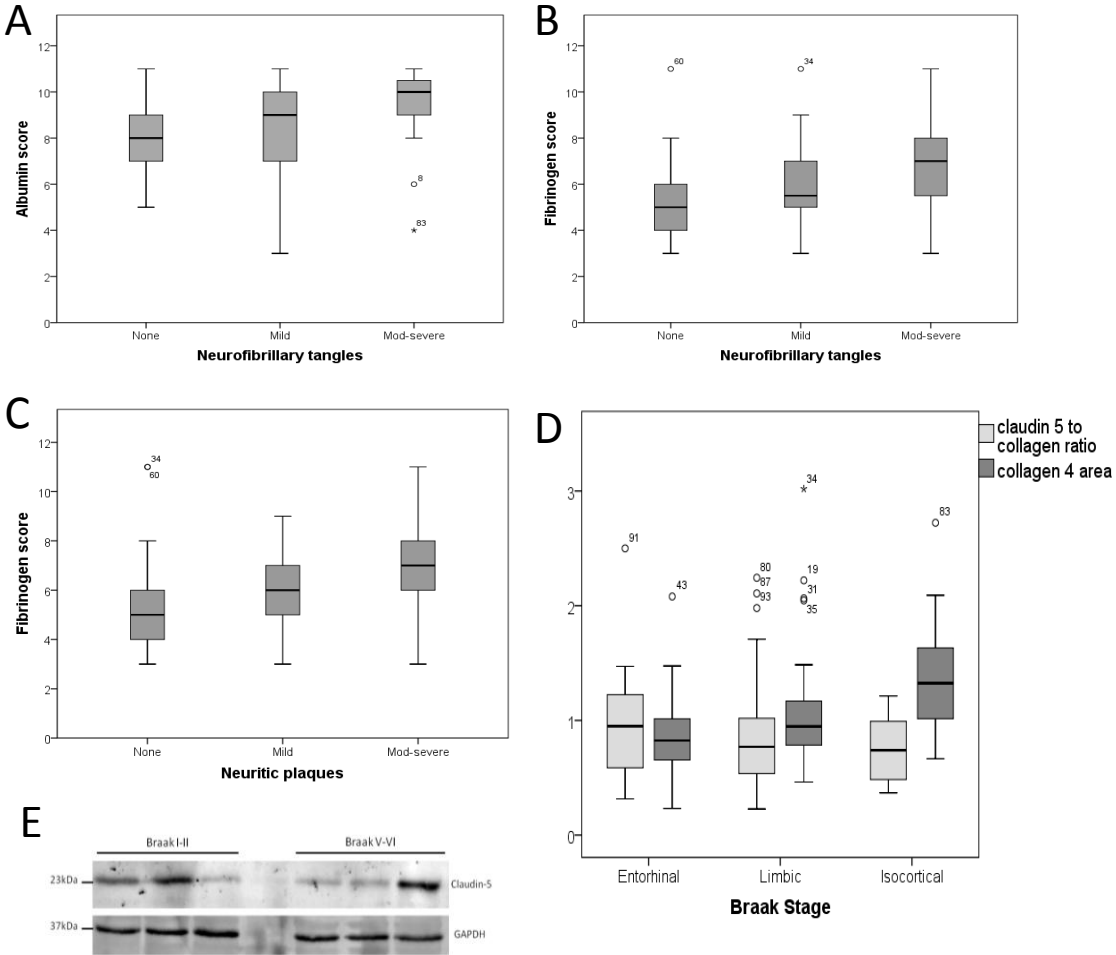 A
Albumin score
12
10
8
6
4
2
0
8
83
None
Mild
Mod-severe
Neurofibrillary tangles
B
Fibrinogen score
12
10
8
6
4
2
0
60
34
None
Mild
Mod-severe
Neurofibrillary tangles
C
Fibrinogen score
12
10
8
6
4
2
0
34
60
None
Mild
Mod-severe
Neuritic plaques
D
claudin 5 to
collagen ratio
collagen 4 area
3
2
1
0
91
43
80
87
93
34
19
31
35
83
Entorhinal
Limbic
Isocortical
Braak Stage
E
Braak I-II
Braak V-VI
23kDa
Claudin-5
37kDa
GAPDH